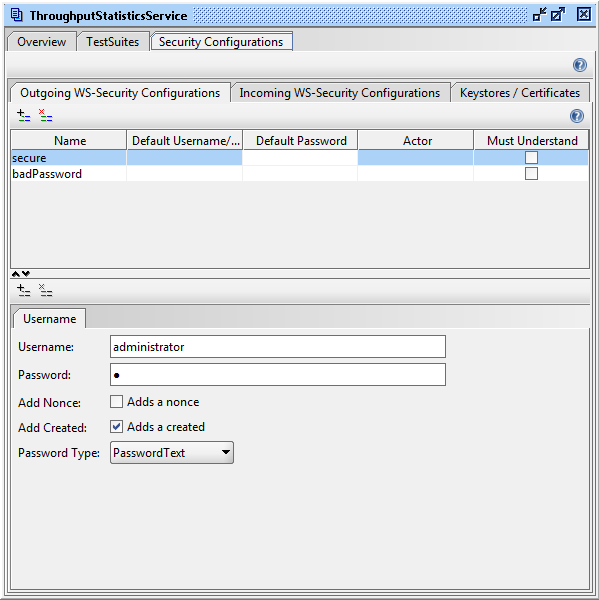 ThroughputStatisticsService
Overview TestSuites Security Configurations
?
Outgoing WS-Security Configurations Incoming WS-Security Configurations Keystores / Certificates
?
Name Default Username/... Default Password Actor Must Understand
secure
badPassword
Username
Username: administrator
Password: ●
Add Nonce: Adds a nonce
Add Created: Adds a created
Password Type: PasswordText